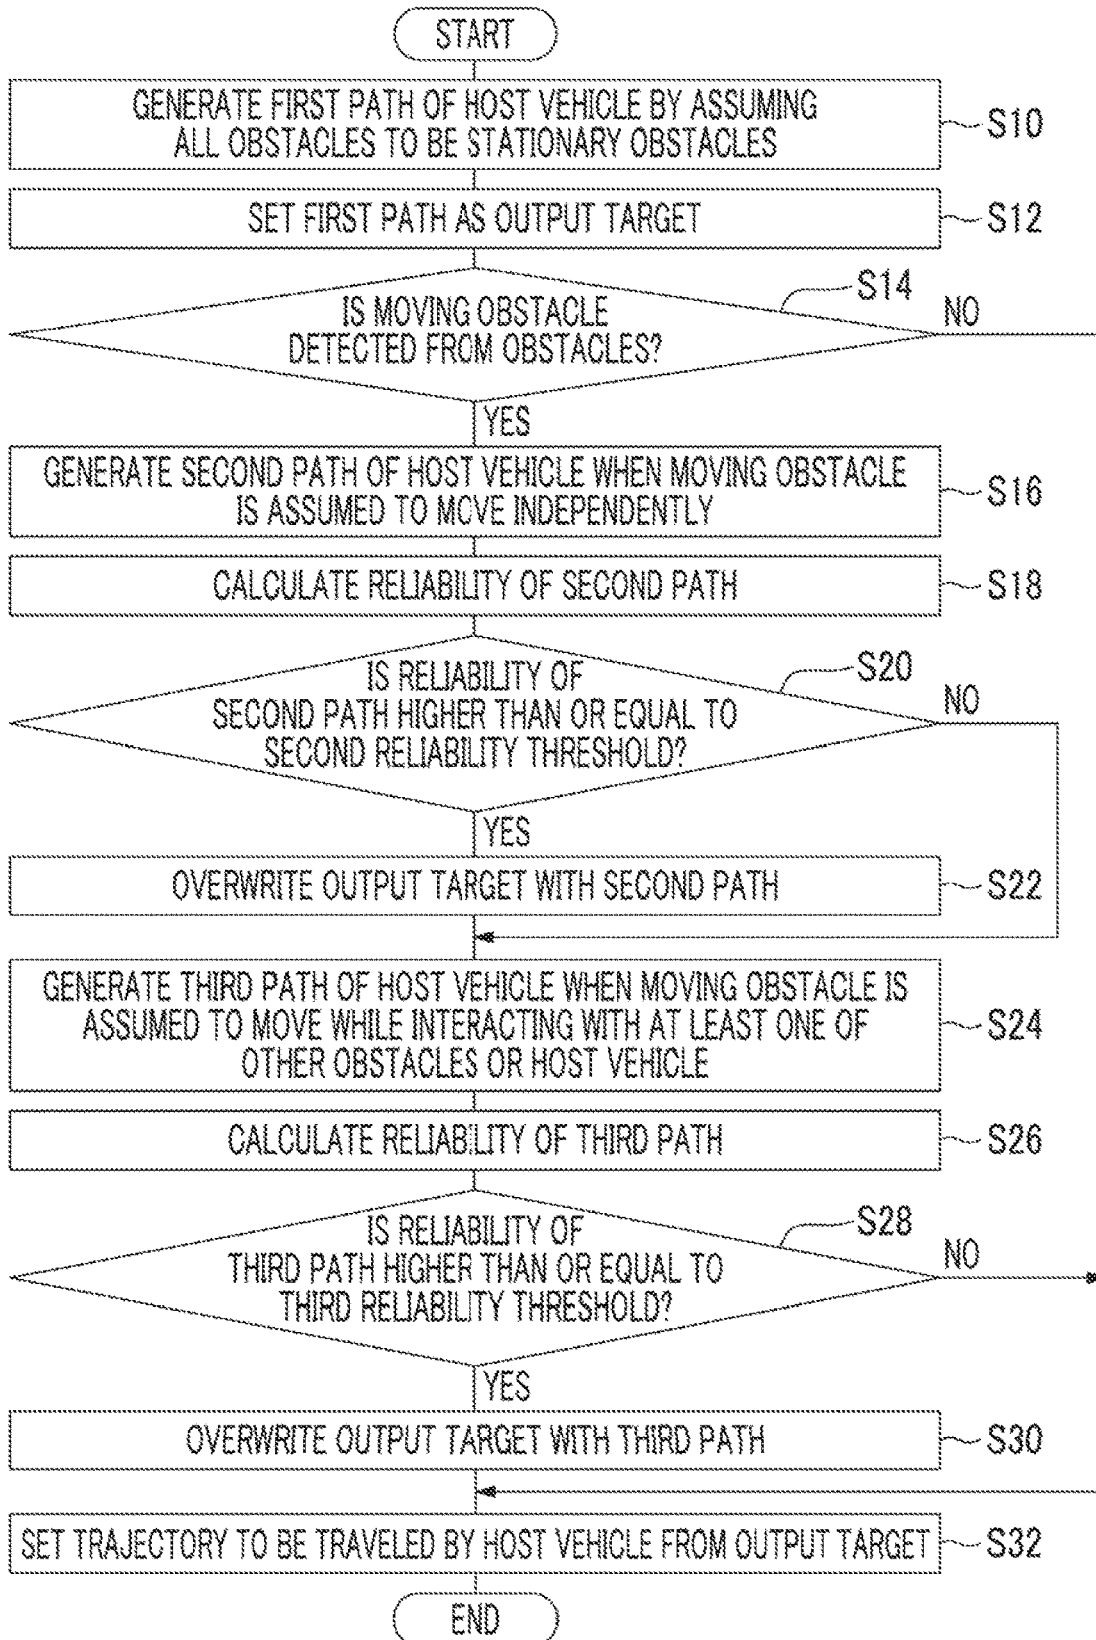 START
GENERATE FIRST PATH OF HOST VEHICLE BY ASSUMING
ALL OBSTACLES TO BE STATIONARY OBSTACLES
S10
SET FIRST PATH AS OUTPUT TARGET
S12
S14
IS MOVING OBSTACLE
DETECTED FROM OBSTACLES?
NO
YES
GENERATE SECOND PATH OF HOST VEHICLE WHEN MOVING OBSTACLE
IS ASSUMED TO MOVE INDEPENDENTLY
S16
CALCULATE RELIABILITY OF SECOND PATH
S18
S20
IS RELIABILITY OF
SECOND PATH HIGHER THAN OR EQUAL TO
SECOND RELIABILITY THRESHOLD?
NO
YES
OVERWRITE OUTPUT TARGET WITH SECOND PATH
S22
GENERATE THIRD PATH OF HOST VEHICLE WHEN MOVING OBSTACLE IS
ASSUMED TO MOVE WHILE INTERACTING WITH AT LEAST ONE OF
OTHER OBSTACLES OR HOST VEHICLE
S24
CALCULATE RELIABILITY OF THIRD PATH
S26
S28
IS RELIABILITY OF
THIRD PATH HIGHER THAN OR EQUAL TO
THIRD RELIABILITY THRESHOLD?
NO
YES
OVERWRITE OUTPUT TARGET WITH THIRD PATH
S30
SET TRAJECTORY TO BE TRAVELED BY HOST VEHICLE FROM OUTPUT TARGET
S32
END